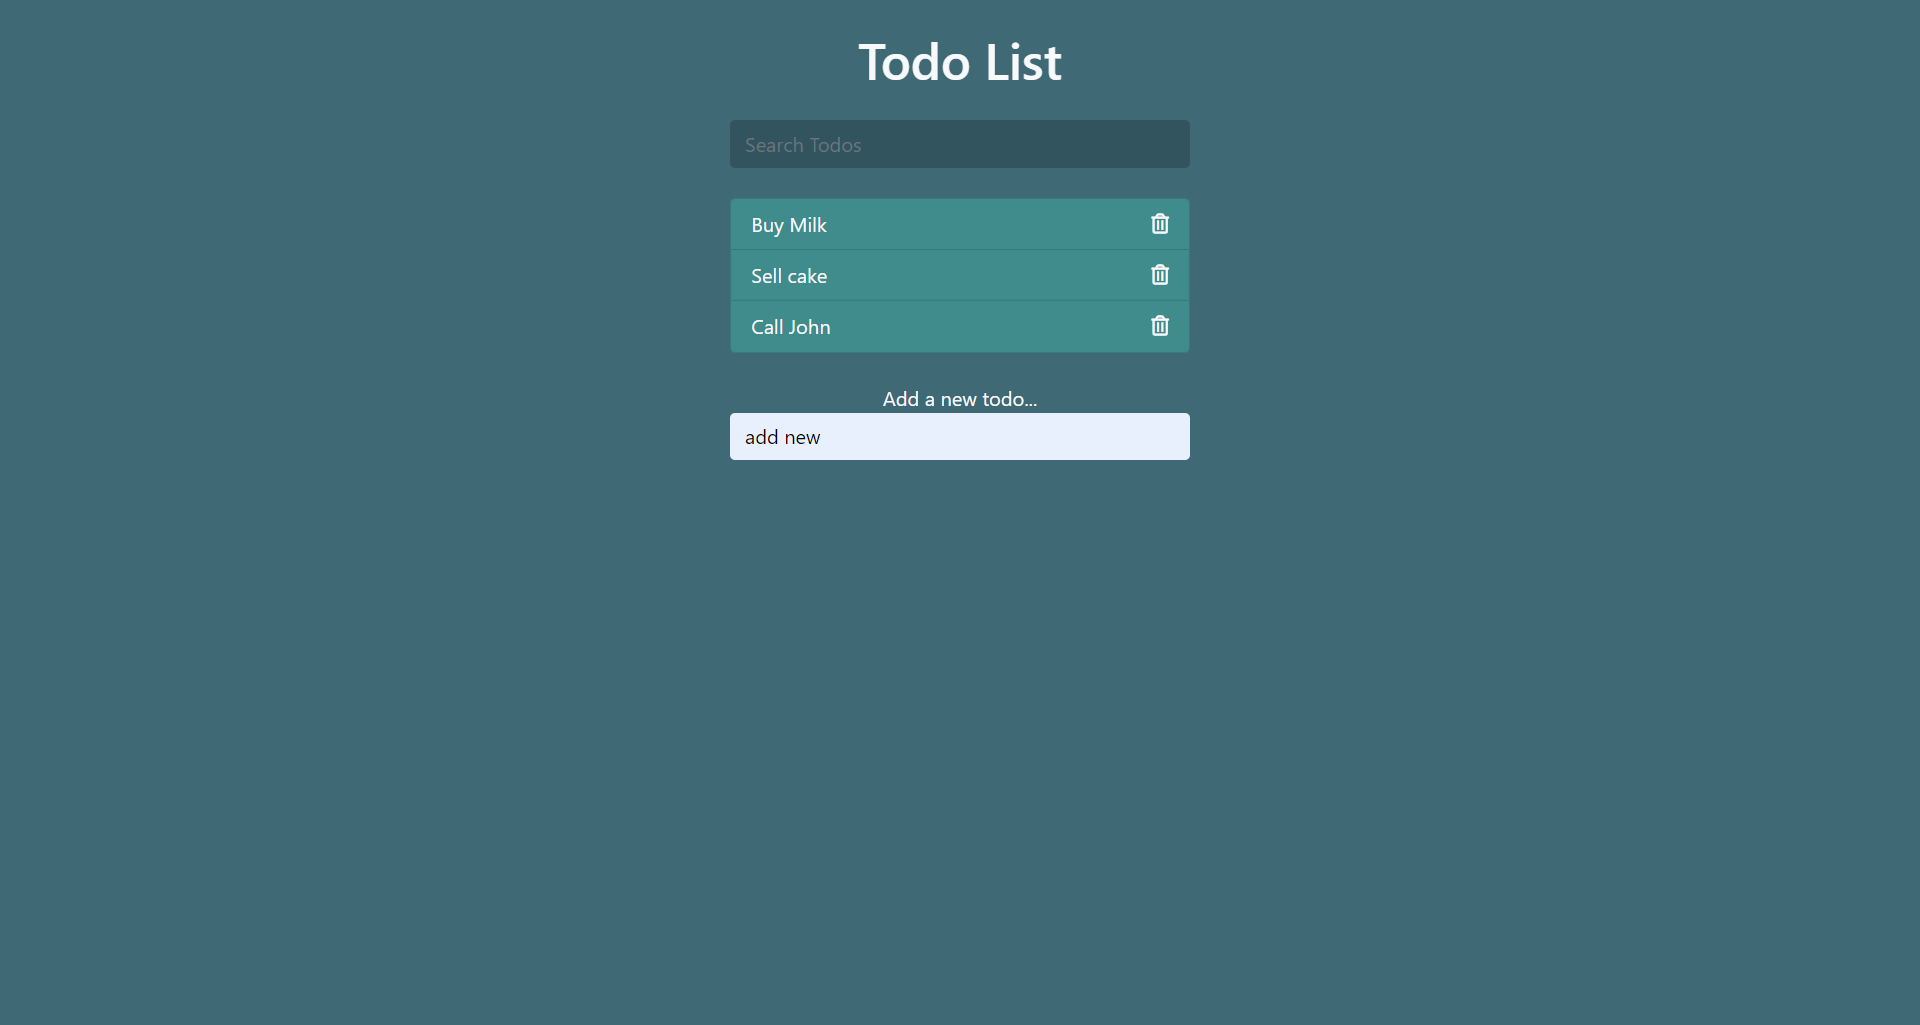 Todo List
Search Todos
Buy Milk
Sell cake
Call John
Add a new todo...
add new